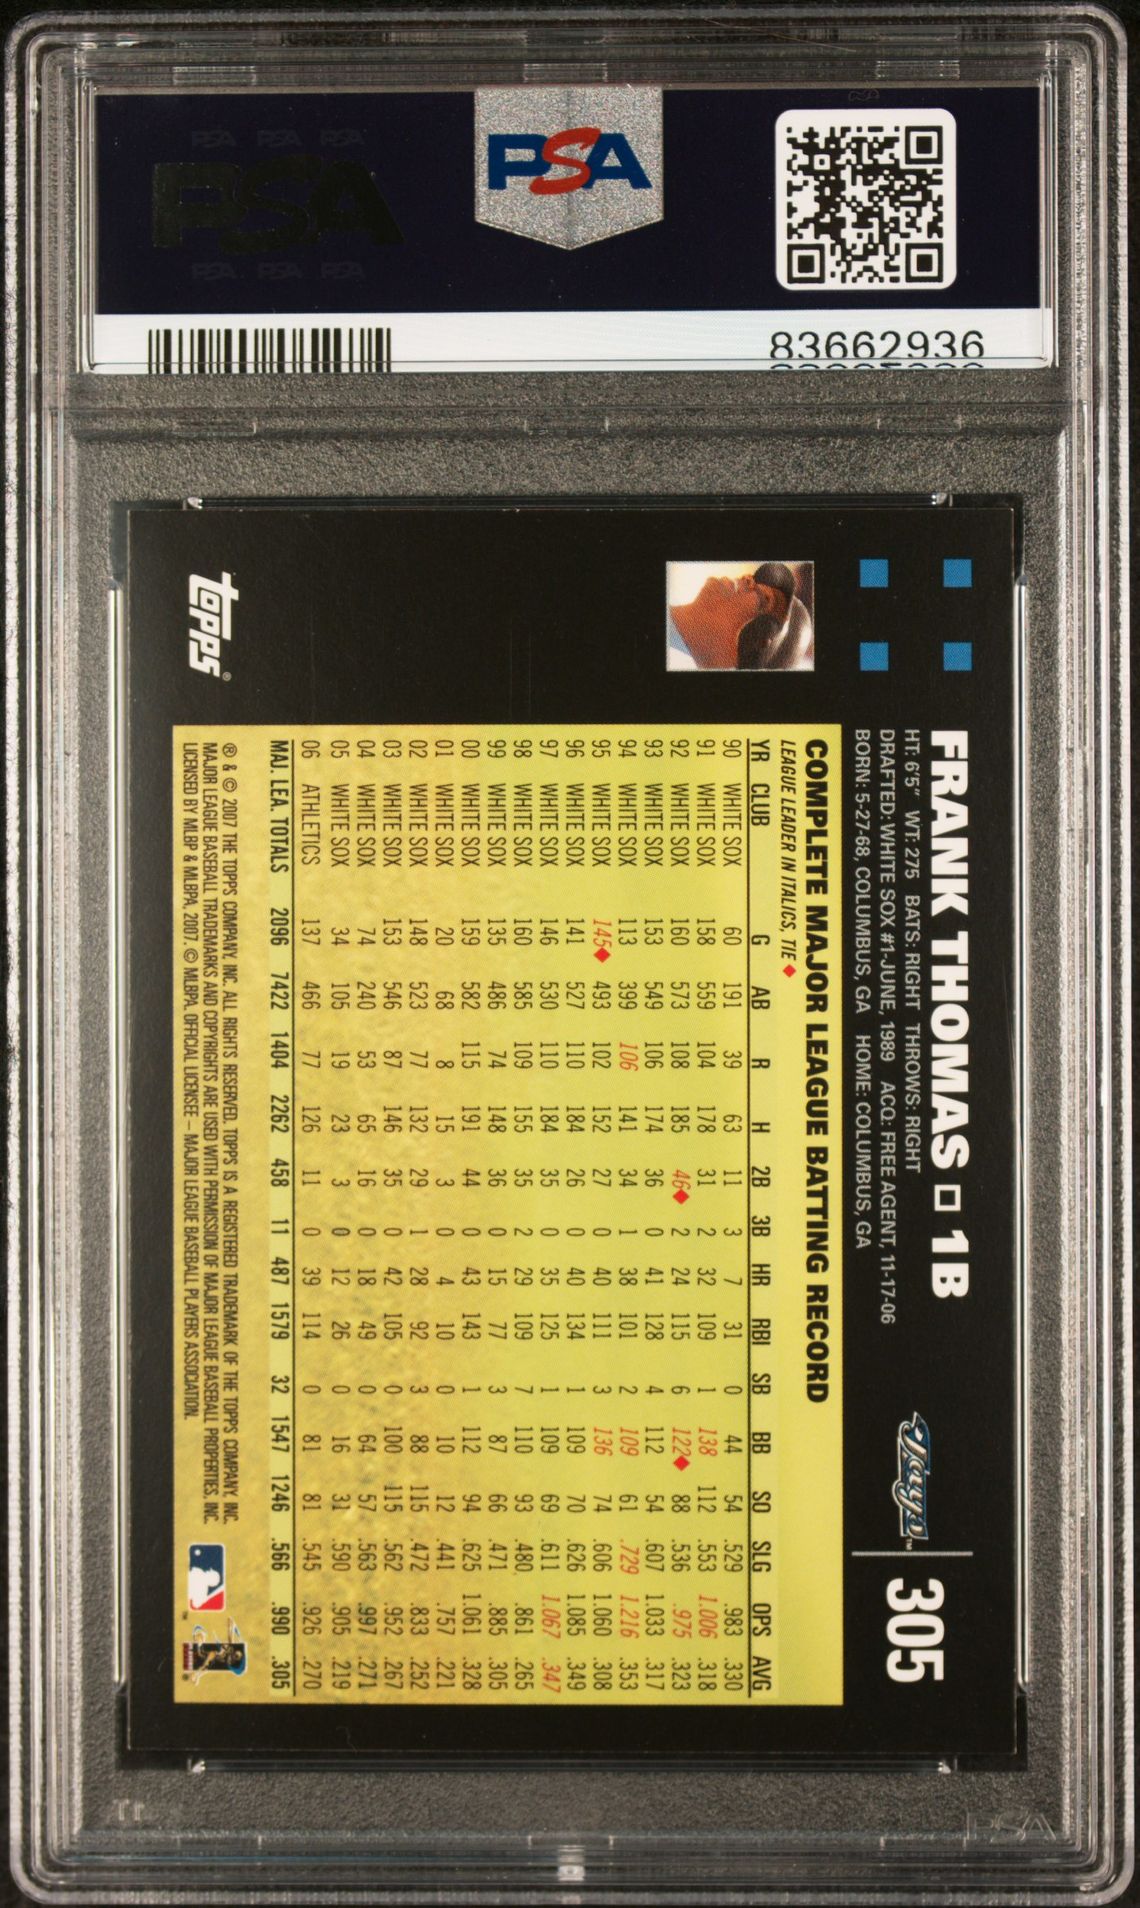 PSA PSA PSA
PSA
PSA PSA PSA
PSA
83662936
FRANK THOMAS □ 1B
Jays™
305
HT: 6'5" WT: 275 BATS: RIGHT THROWS: RIGHT
DRAFTED: WHITE SOX #1-JUNE, 1989 ACQ: FREE AGENT, 11-17-06
BORN: 5-27-68, COLUMBUS, GA HOME: COLUMBUS, GA
COMPLETE MAJOR LEAGUE BATTING RECORD
LEAGUE LEADER IN ITALICS, TIE ♦
YR CLUB G AB R H 2B 3B HR RBI SB BB SO SLG OPS AVG
90 WHITE SOX 60 191 39 63 11 3 7 31 0 44 54 .529 .983 .330
91 WHITE SOX 158 559 104 178 31 2 32 109 1 138 112 .553 1.006 .318
92 WHITE SOX 160 573 108 185 46♦ 2 24 115 6 122♦ 88 .536 .975 .323
93 WHITE SOX 153 549 106 174 36 0 41 128 4 112 54 .607 1.033 .317
94 WHITE SOX 113 399 106 141 34 1 38 101 2 109 61 .729 1.216 .353
95 WHITE SOX 145♦ 493 102 152 27 0 40 111 3 136 74 .606 1.060 .308
96 WHITE SOX 141 527 110 184 26 0 40 134 1 109 70 .626 1.085 .349
97 WHITE SOX 146 530 110 184 35 0 35 125 1 109 69 .611 1.067 .347
98 WHITE SOX 160 585 109 155 35 2 29 109 7 110 93 .480 .861 .265
99 WHITE SOX 135 486 74 148 36 0 15 77 3 87 66 .471 .885 .305
00 WHITE SOX 159 582 115 191 44 0 43 143 1 112 94 .625 1.061 .328
01 WHITE SOX 20 68 8 15 3 0 4 10 0 10 12 .441 .757 .221
02 WHITE SOX 148 523 77 132 29 1 28 92 3 88 115 .472 .833 .252
03 WHITE SOX 153 546 87 146 35 0 42 105 0 100 115 .562 .952 .267
04 WHITE SOX 74 240 53 65 16 0 18 49 0 64 57 .563 .997 .271
05 WHITE SOX 34 105 19 23 3 0 12 26 0 16 31 .590 .905 .219
06 ATHLETICS 137 466 77 126 11 0 39 114 0 81 81 .545 .926 .270
MAJ. LEA. TOTALS 2096 7422 1404 2262 458 11 487 1579 32 1547 1246 .566 .990 .305
® & © 2007 THE TOPPS COMPANY, INC. ALL RIGHTS RESERVED. TOPPS IS A REGISTERED TRADEMARK OF THE TOPPS COMPANY, INC.
MAJOR LEAGUE BASEBALL TRADEMARKS AND COPYRIGHTS ARE USED WITH PERMISSION OF MAJOR LEAGUE BASEBALL PROPERTIES, INC.
LICENSED BY MLBP & MLBPA, 2007. © MLBPA, OFFICIAL LICENSEE – MAJOR LEAGUE BASEBALL PLAYERS ASSOCIATION.
topps®
PSA